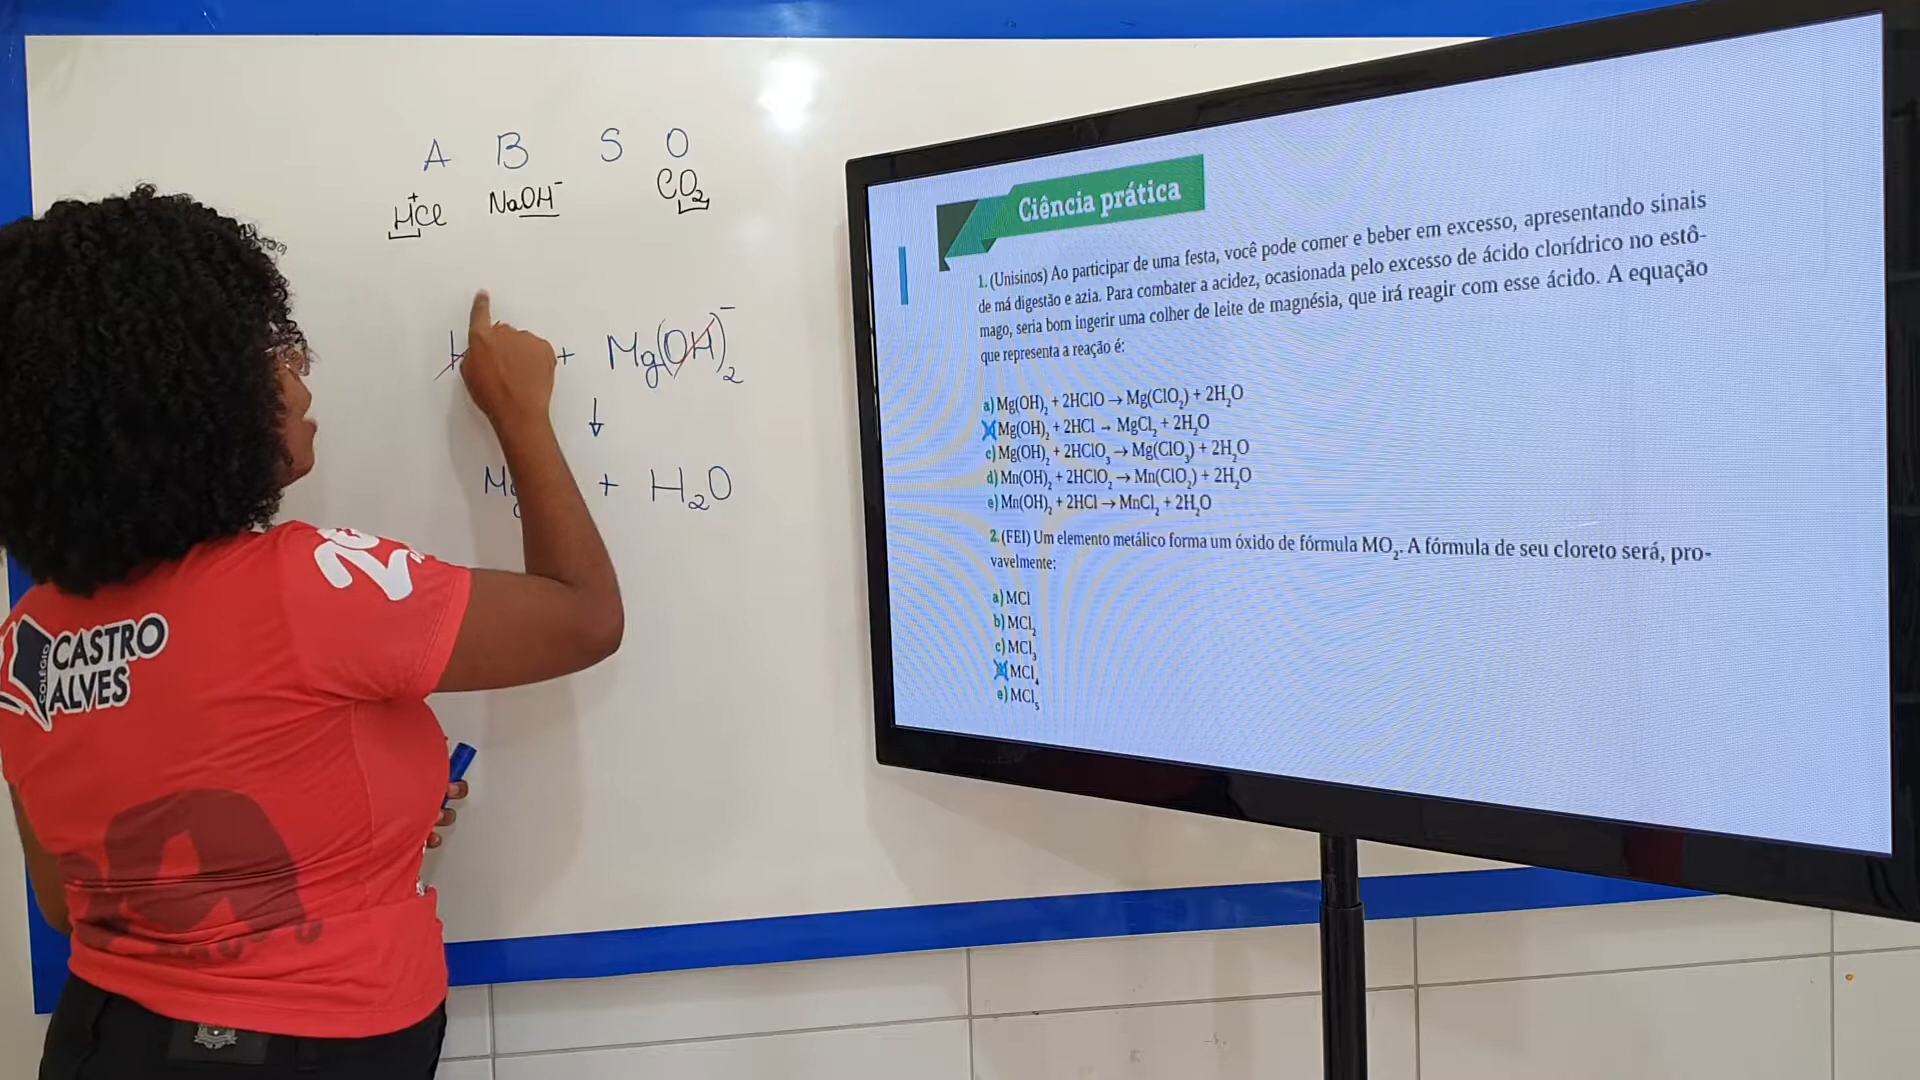 A B S O
H⁺Cl NaOH⁻ CO₂
+ Mg(OH)₂⁻
↓
+ H₂O
CASTRO
ALVES
COLÉGIO
Ciência prática
1. (Unisinos) Ao participar de uma festa, você pode comer e beber em excesso, apresentando sinais
de má digestão e azia. Para combater a acidez, ocasionada pelo excesso de ácido clorídrico no estô-
mago, seria bom ingerir uma colher de leite de magnésia, que irá reagir com esse ácido. A equação
que representa a reação é:
a) Mg(OH)₂ + 2HClO → Mg(ClO₂) + 2H₂O
Mg(OH)₂ + 2HCl → MgCl₂ + 2H₂O
c) Mg(OH)₂ + 2HClO₃ → Mg(ClO₃) + 2H₂O
d) Mn(OH)₂ + 2HClO₂ → Mn(ClO₂) + 2H₂O
e) Mn(OH)₂ + 2HCl → MnCl₂ + 2H₂O
2. (FEI) Um elemento metálico forma um óxido de fórmula MO₂. A fórmula de seu cloreto será, pro-
vavelmente:
a) MCl
b) MCl₂
c) MCl₃
MCl₄
e) MCl₅